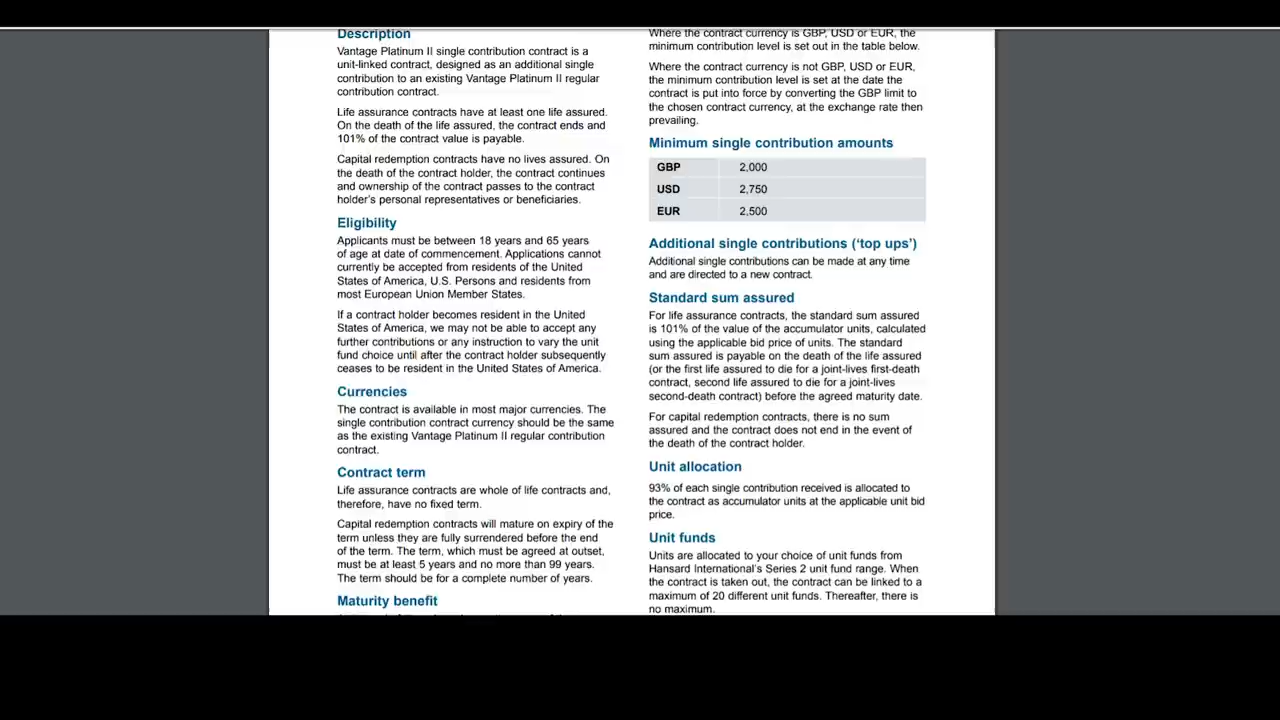 Description
Vantage Platinum II single contribution contract is a
unit-linked contract, designed as an additional single
contribution to an existing Vantage Platinum II regular
contribution contract.
Life assurance contracts have at least one life assured.
On the death of the life assured, the contract ends and
101% of the contract value is payable.
Capital redemption contracts have no lives assured. On
the death of the contract holder, the contract continues
and ownership of the contract passes to the contract
holder's personal representatives or beneficiaries.
Eligibility
Applicants must be between 18 years and 65 years
of age at date of commencement. Applications cannot
currently be accepted from residents of the United
States of America, U.S. Persons and residents from
most European Union Member States.
If a contract holder becomes resident in the United
States of America, we may not be able to accept any
further contributions or any instruction to vary the unit
fund choice until after the contract holder subsequently
ceases to be resident in the United States of America.
Currencies
The contract is available in most major currencies. The
single contribution contract currency should be the same
as the existing Vantage Platinum II regular contribution
contract.
Contract term
Life assurance contracts are whole of life contracts and,
therefore, have no fixed term.
Capital redemption contracts will mature on expiry of the
term unless they are fully surrendered before the end
of the term. The term, which must be agreed at outset,
must be at least 5 years and no more than 99 years.
The term should be for a complete number of years.
Maturity benefit
Where the contract currency is GBP, USD or EUR, the
minimum contribution level is set out in the table below.
Where the contract currency is not GBP, USD or EUR,
the minimum contribution level is set at the date the
contract is put into force by converting the GBP limit to
the chosen contract currency, at the exchange rate then
prevailing.
Minimum single contribution amounts
GBP 2,000
USD 2,750
EUR 2,500
Additional single contributions ('top ups')
Additional single contributions can be made at any time
and are directed to a new contract.
Standard sum assured
For life assurance contracts, the standard sum assured
is 101% of the value of the accumulator units, calculated
using the applicable bid price of units. The standard
sum assured is payable on the death of the life assured
(or the first life assured to die for a joint-lives first-death
contract, second life assured to die for a joint-lives
second-death contract) before the agreed maturity date.
For capital redemption contracts, there is no sum
assured and the contract does not end in the event of
the death of the contract holder.
Unit allocation
93% of each single contribution received is allocated to
the contract as accumulator units at the applicable unit bid
price.
Unit funds
Units are allocated to your choice of unit funds from
Hansard International's Series 2 unit fund range. When
the contract is taken out, the contract can be linked to a
maximum of 20 different unit funds. Thereafter, there is
no maximum.